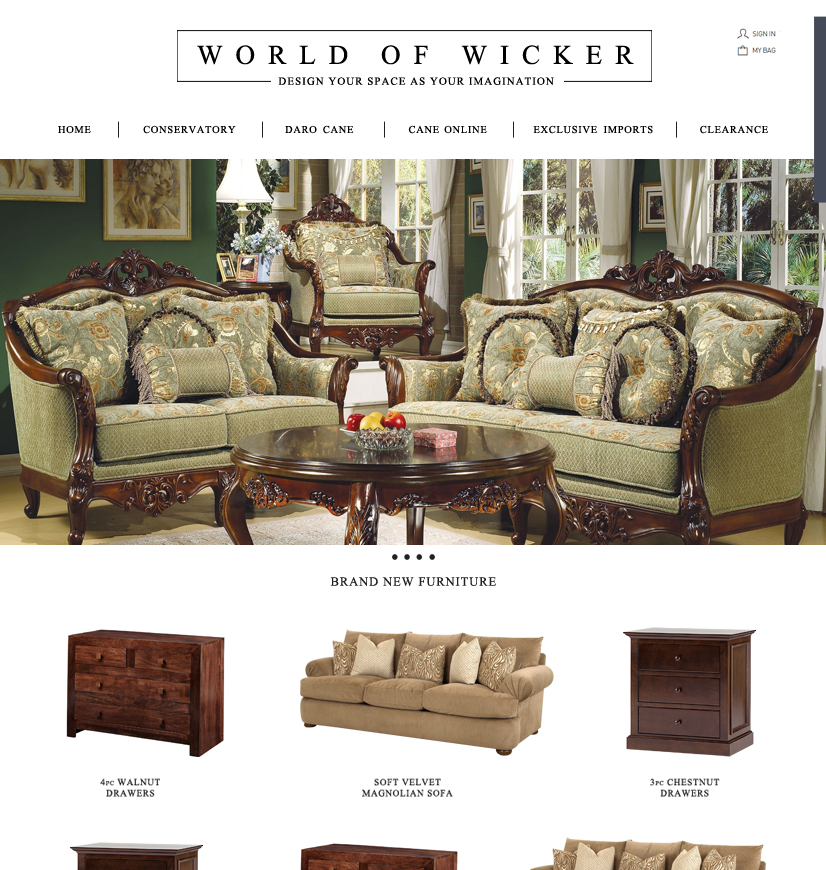 WORLD OF WICKER
DESIGN YOUR SPACE AS YOUR IMAGINATION
SIGN IN
MY BAG
HOME
CONSERVATORY
DARO CANE
CANE ONLINE
EXCLUSIVE IMPORTS
CLEARANCE
BRAND NEW FURNITURE
4PC WALNUT
DRAWERS
SOFT VELVET
MAGNOLIAN SOFA
3PC CHESTNUT
DRAWERS